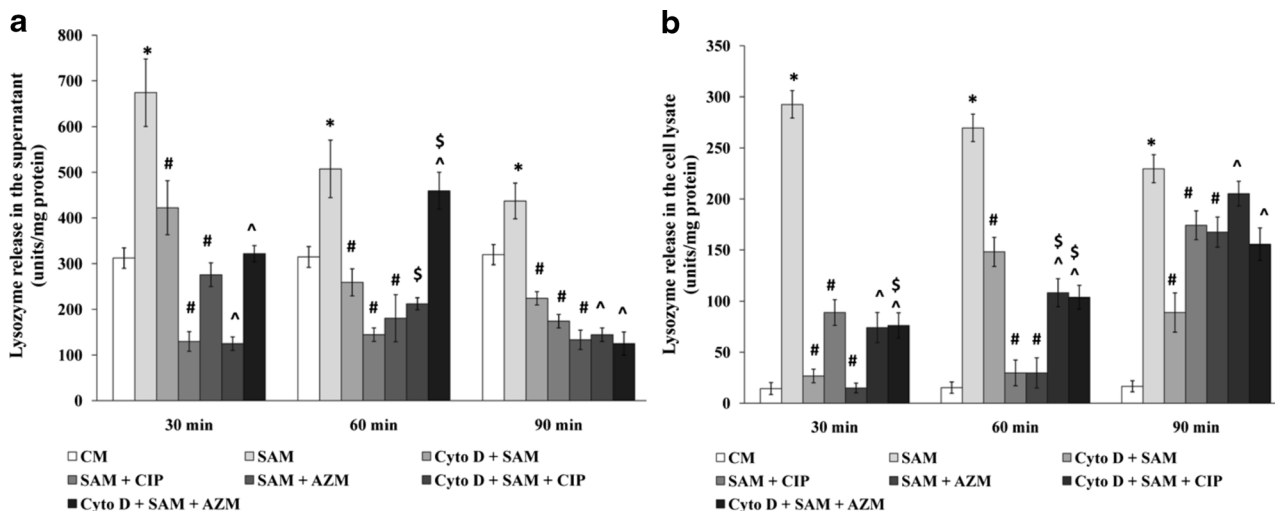 a
Lysozyme release in the supernatant
(units/mg protein)
800
700
600
500
400
300
200
100
0
*
#
#
#
^
^
*
#
#
#
$
$
^
*
#
#
#
^
^
30 min
60 min
90 min
CM
SAM
Cyto D + SAM
SAM + CIP
SAM + AZM
Cyto D + SAM + CIP
Cyto D + SAM + AZM
b
Lysozyme release in the cell lysate
(units/mg protein)
350
300
250
200
150
100
50
0
*
#
#
#
^
$
^
*
#
#
#
$
^
$
^
*
#
#
#
^
^
30 min
60 min
90 min
CM
SAM
Cyto D + SAM
SAM + CIP
SAM + AZM
Cyto D + SAM + CIP
Cyto D + SAM + AZM